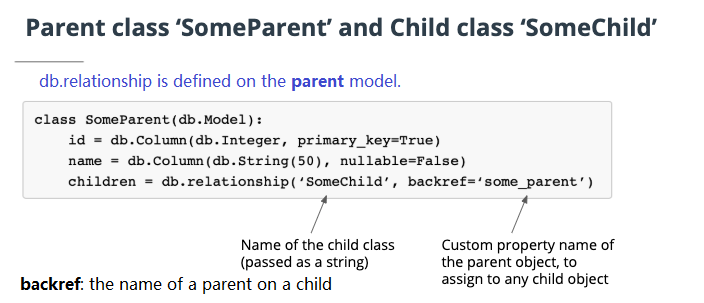 Parent class ‘SomeParent’ and Child class ‘SomeChild’
db.relationship is defined on the parent model.
class SomeParent(db.Model):
    id = db.Column(db.Integer, primary_key=True)
    name = db.Column(db.String(50), nullable=False)
    children = db.relationship(‘SomeChild’, backref=‘some_parent’)
Name of the child class
(passed as a string)
Custom property name of
the parent object, to
assign to any child object
backref: the name of a parent on a child